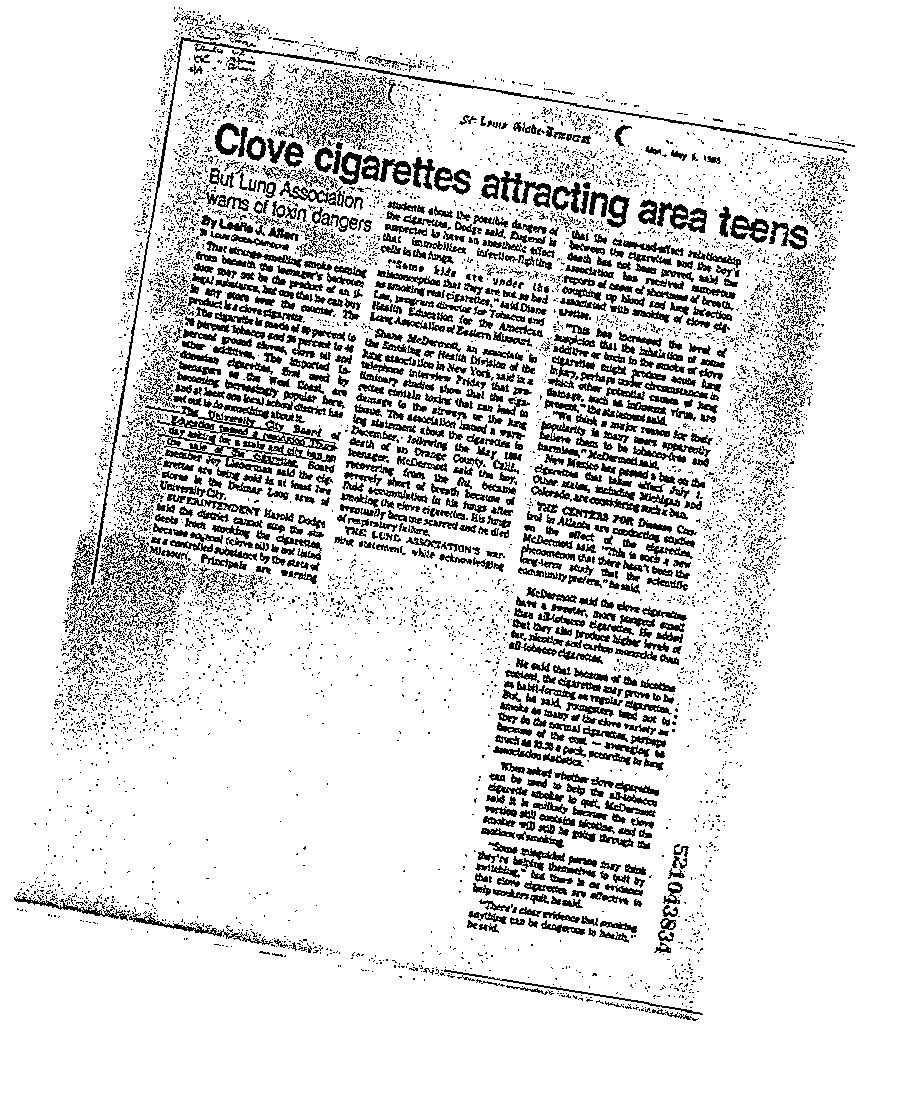 St. Louis Globe-Democrat
Mon., May 6, 1985
Clove cigarettes attracting area teens
But Lung Association
warns of toxin dangers
By Leslie J. Allen
That strange-smelling smoke coming
from beneath the teenager's bedroom
door may not be the product of an il-
legal substance, but one that he can buy
in any store over the counter. The
product is a clove cigarette.
The cigarette is made of 60 percent to
percent tobacco and 30 percent to 40
percent ground cloves, clove oil and
other additives. The imported In-
donesian cigarettes, first used by
teenagers on the West Coast, are
becoming increasingly popular here,
and at least one local school district has
set out to do something about it.
The University City Board of
Education passed a resolution Thurs-
day asking for a state and city ban on
the sale of the cigarettes. Board
member Joy Lieberman said the cig-
arettes are being sold in at least two
stores in the Delmar Loop area of
University City.
SUPERINTENDENT Harold Dodge
said the district cannot stop the stu-
dents from smoking the cigarettes,
because eugenol (clove oil) is not listed
as a controlled substance by the state of
Missouri. Principals are warning
students about the possible dangers of
the cigarettes, Dodge said. Eugenol is
suspected to have an anesthetic effect
that immobilizes infection-fighting
cells in the lungs.
"Some kids are under the
misconception that they are not as bad
as smoking real cigarettes," said Diane
Lee, program director for Tobacco and
Health Education for the American
Lung Association of Eastern Missouri.
Shane McDermott, an associate in
the Smoking or Health Division of the
lung association in New York, said in a
telephone interview Friday that pre-
liminary studies show that the ciga-
rettes contain toxins that can lead to
damage to the airways or the lung
tissue. The association issued a warn-
ing statement about the cigarettes in
December, following the May 1984
death of an Orange County, Calif.,
teenager. McDermott said the boy,
recovering from the flu, became
severely short of breath because of
fluid accumulation in his lungs after
smoking the clove cigarettes. His lungs
eventually became scarred and he died
of respiratory failure.
THE LUNG ASSOCIATION'S war-
ning statement, while acknowledging
that the cause-and-effect relationship
between the cigarettes and the boy's
death has not been proved, said the
association has received numerous
reports of cases of shortness of breath,
coughing up blood and lung infection
associated with smoking of clove cig-
arettes.
"This has increased the level of
suspicion that the inhalation of some
additive or toxin in the smoke of clove
cigarettes might produce acute lung
injury, perhaps under circumstances in
which other potential causes of lung
damage, such as influenza virus, are
present," the statement said.
"We think a major reason for their
popularity is many users apparently
believe them to be tobacco-free and
harmless," McDermott said.
New Mexico has passed a ban on the
cigarettes that takes effect July 1.
Other states, including Michigan and
Colorado, are considering such a ban.
THE CENTERS FOR Disease Con-
trol in Atlanta are conducting studies
on the effect of the cigarettes,
McDermott said. "This is such a new
phenomenon that there hasn't been the
long-term study that the scientific
community prefers," he said.
McDermott said the clove cigarettes
have a sweeter, more pungent scent
than all-tobacco cigarettes. He added
that they also produce higher levels of
tar, nicotine and carbon monoxide than
all-tobacco cigarettes.
He said that because of the nicotine
content, the cigarettes may prove to be
as habit-forming as regular cigarettes.
But, he said, youngsters tend not to
smoke as many of the clove variety as
they do the normal cigarettes, perhaps
because of the cost — averaging as
much as a pack, according to lung
association statistics.
When asked whether clove cigarettes
can be used to help the all-tobacco
cigarette smoker to quit, McDermott
said it is unlikely because the clove
version still contains nicotine, and the
smoker will still be going through the
motions of smoking.
"Some misguided person may think
they're helping themselves to quit by
switching," but there is no evidence
that clove cigarettes are effective in
help smokers quit, he said.
"There's clear evidence that smoking
anything can be dangerous to health,"
he said.
521043834